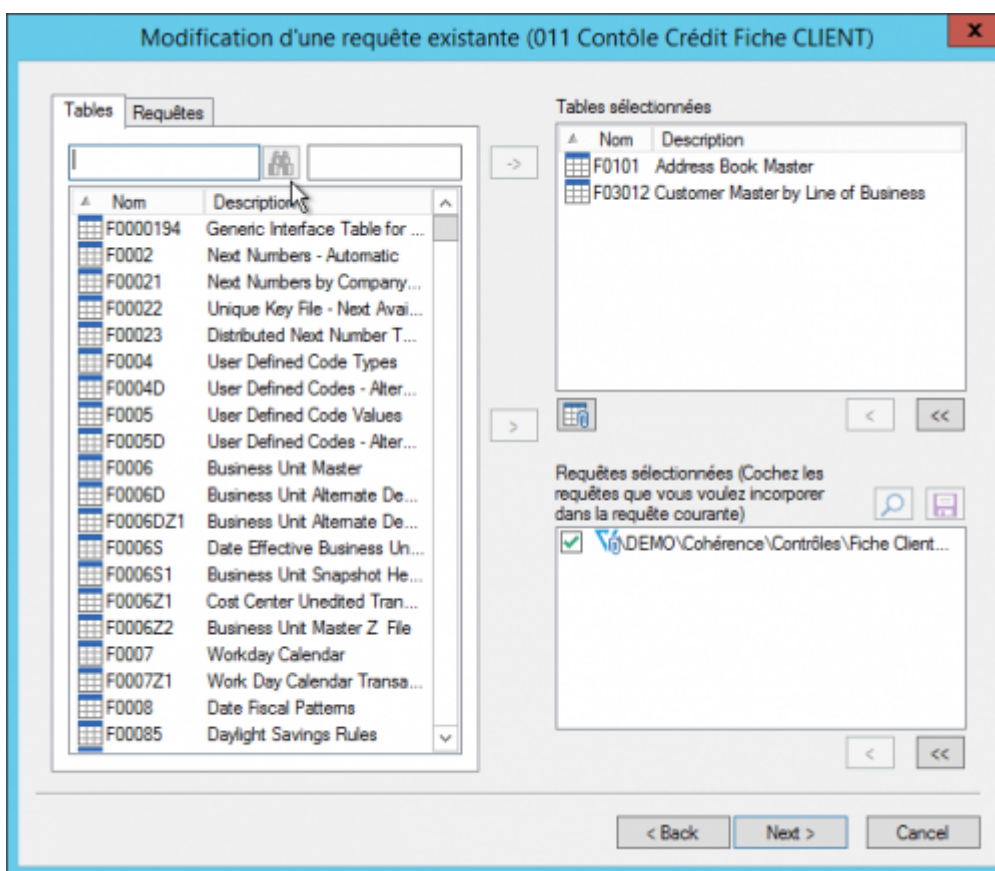 Modification d'une requête existante (011 Contôle Crédit Fiche CLIENT)
x
Tables
Requêtes
Nom Description
F0000194 Generic Interface Table for ...
F0002 Next Numbers - Automatic
F00021 Next Numbers by Company...
F00022 Unique Key File - Next Avai...
F00023 Distributed Next Number T...
F0004 User Defined Code Types
F0004D User Defined Codes - Alter...
F0005 User Defined Code Values
F0005D User Defined Codes - Alter...
F0006 Business Unit Master
F0006D Business Unit Alternate De...
F0006DZ1 Business Unit Alternate De...
F0006S Date Effective Business Un...
F0006S1 Business Unit Snapshot He...
F0006Z1 Cost Center Unedited Tran...
F0006Z2 Business Unit Master Z File
F0007 Workday Calendar
F0007Z1 Work Day Calendar Transa...
F0008 Date Fiscal Patterns
F00085 Daylight Savings Rules
->
>
Tables sélectionnées
Nom Description
F0101 Address Book Master
F03012 Customer Master by Line of Business
< <<
Requêtes sélectionnées (Cochez les
requêtes que vous voulez incorporer
dans la requête courante)
\DEMO\Cohérence\Contrôles\Fiche Client...
< <<
< Back Next > Cancel